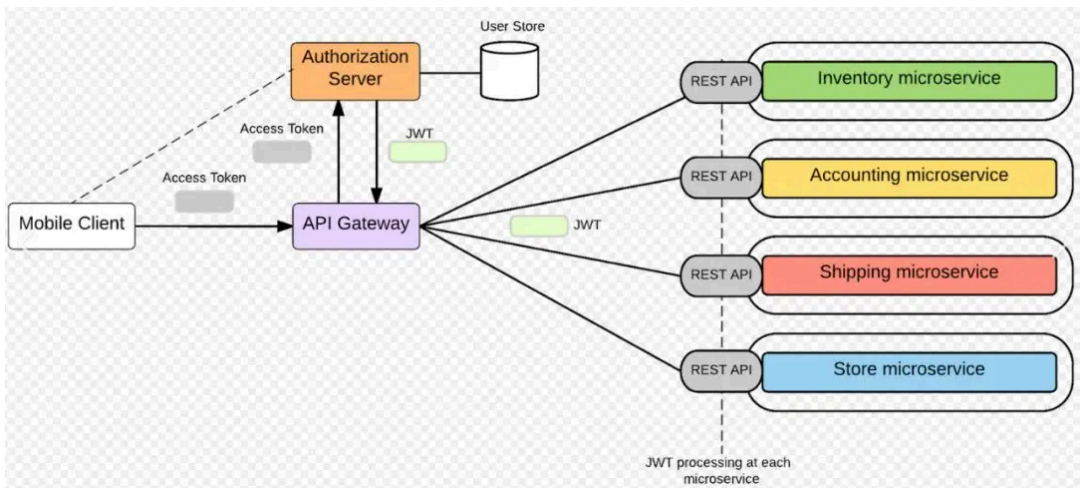 User Store
Authorization
Server
Access Token
JWT
Access Token
Mobile Client
API Gateway
JWT
REST API
Inventory microservice
REST API
Accounting microservice
REST API
Shipping microservice
REST API
Store microservice
JWT processing at each
microservice